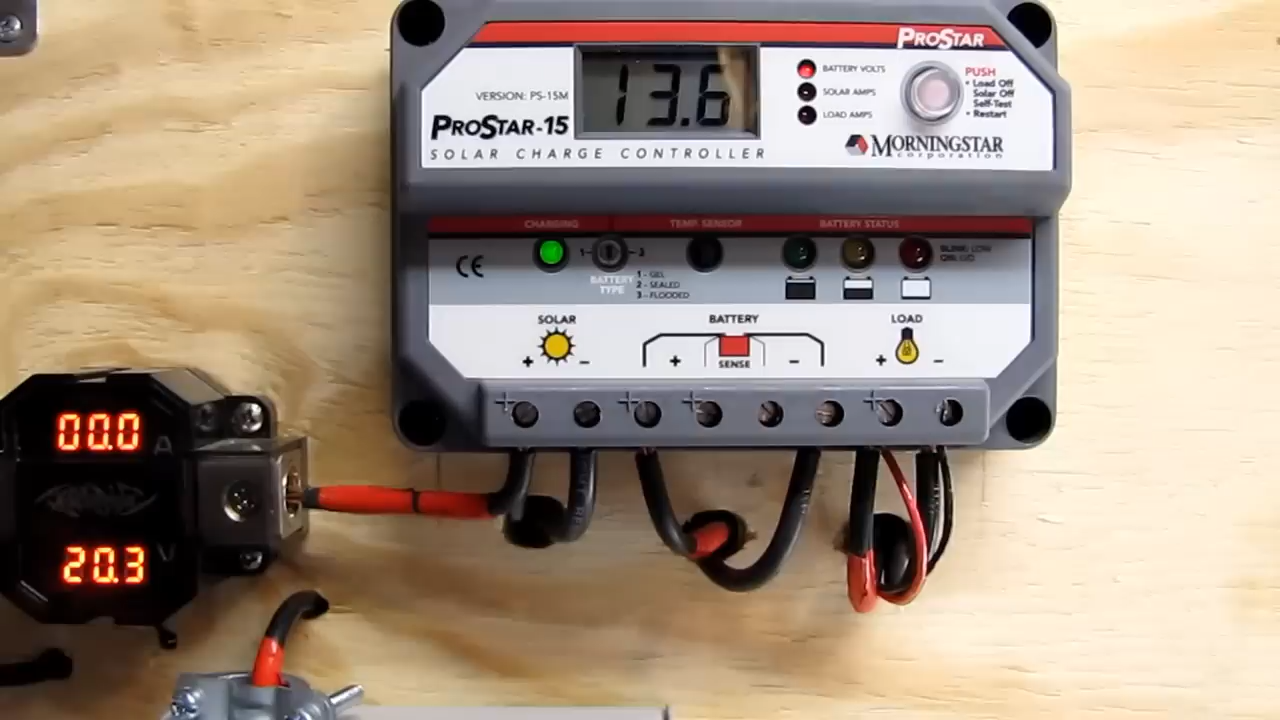 PROSTAR
13.6
BATTERY VOLTS
SOLAR AMPS
LOAD AMPS
PUSH
• Load Off
Solar Off
Self-Test
• Restart
VERSION: PS-15M
PROSTAR-15
SOLAR CHARGE CONTROLLER
MORNINGSTAR
corporation
CHARGING
TEMP. SENSOR
BATTERY STATUS
CE
1
3
BATTERY
TYPE
1 - GEL
2 - SEALED
3 - FLOODED
BLINK: LOW
SOLAR
BATTERY
LOAD
+ -
+ SENSE -
+ -
00.0 A
20.3 V